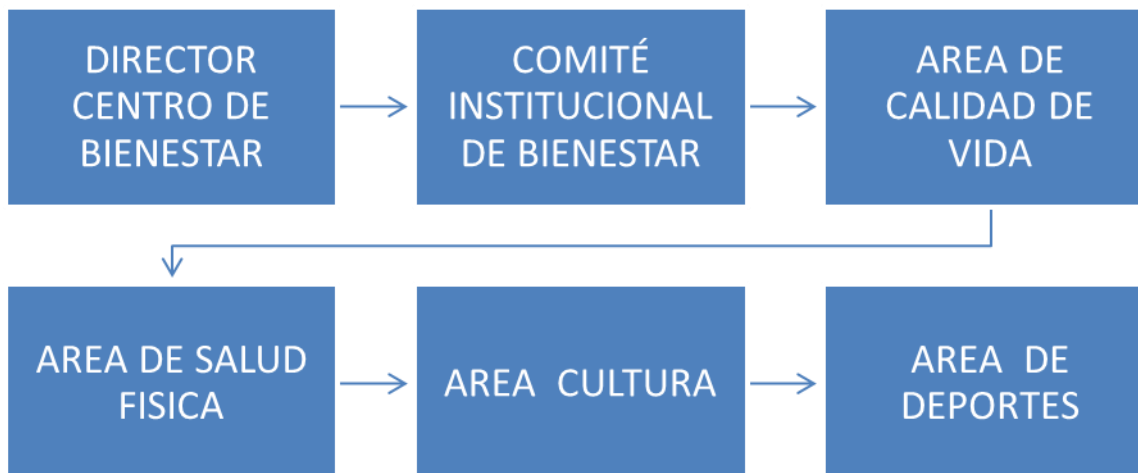 DIRECTOR
CENTRO DE
BIENESTAR
COMITÉ
INSTITUCIONAL
DE BIENESTAR
AREA DE
CALIDAD DE
VIDA
AREA DE SALUD
FISICA
AREA CULTURA
AREA DE
DEPORTES